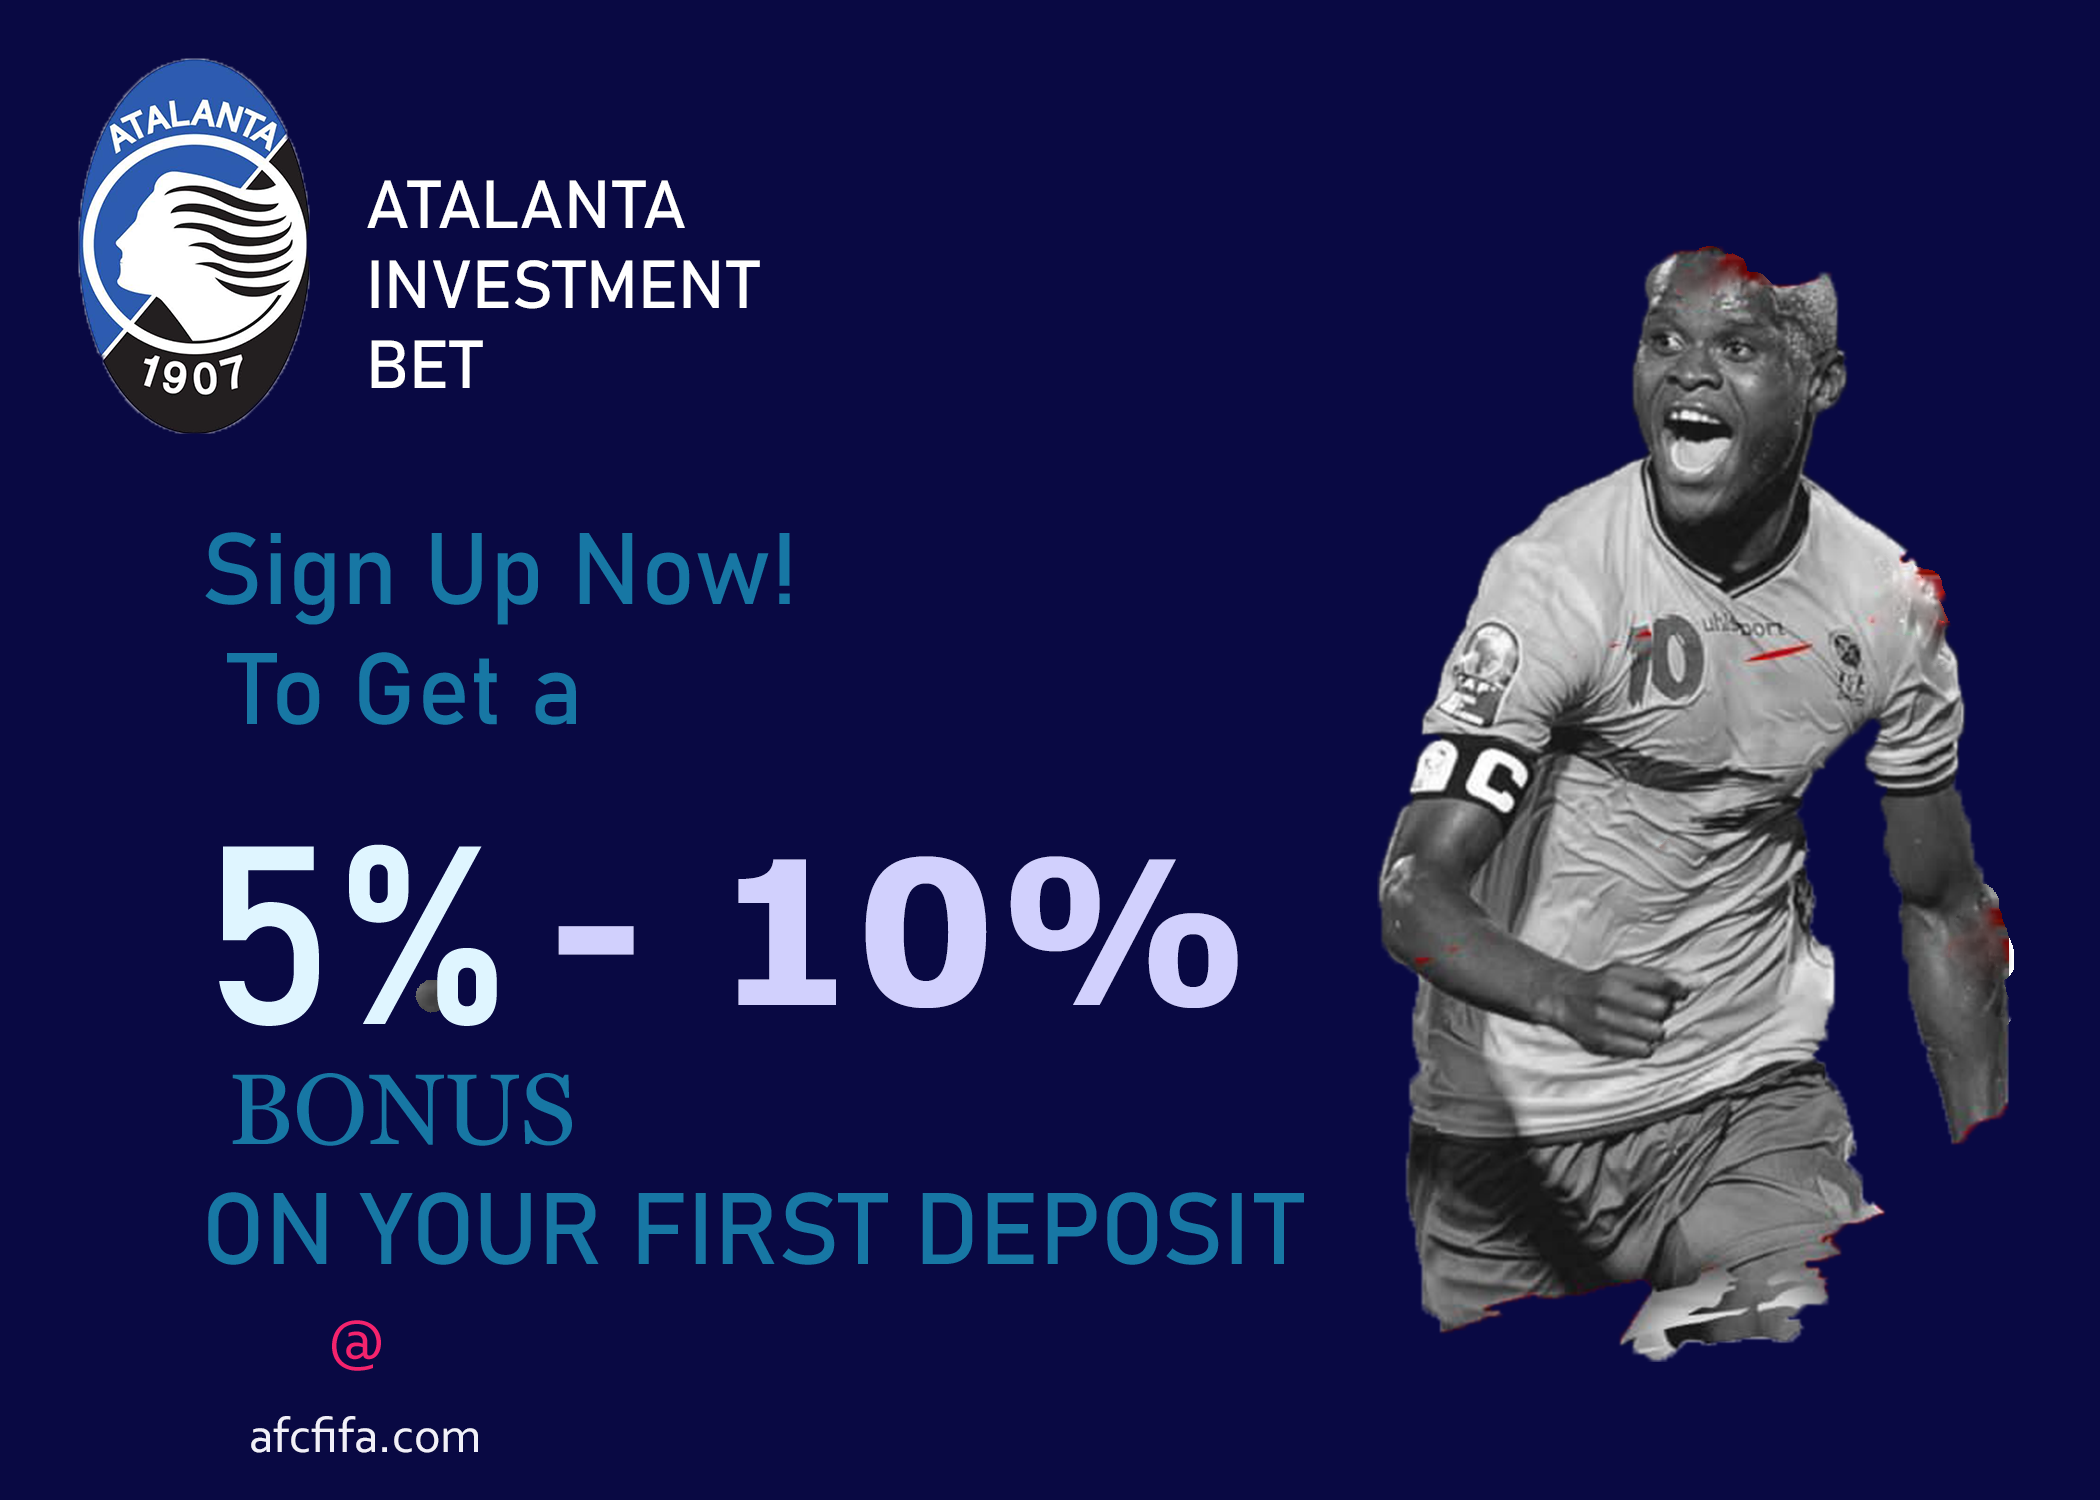 ATALANTA
1907
ATALANTA
INVESTMENT
BET
Sign Up Now!
To Get a
5% - 10%
BONUS
ON YOUR FIRST DEPOSIT
@
afcfifa.com
10
uhlsport
C